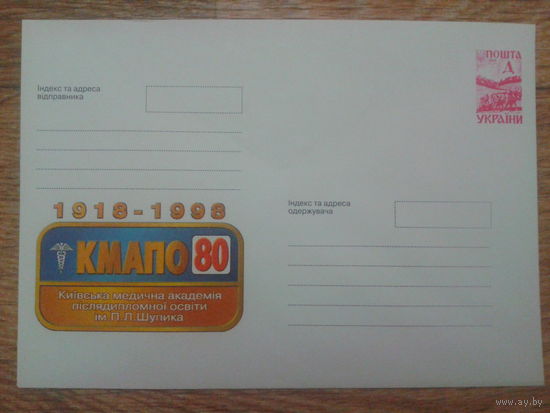 ПОШТА
Д
УКРАЇНИ
Індекс та адреса
відправника
1918-1998
КМАПО 80
Київська медична академія
післядипломної освіти
ім.П.Л.Шупика
Індекс та адреса
одержувача
www.ay.by